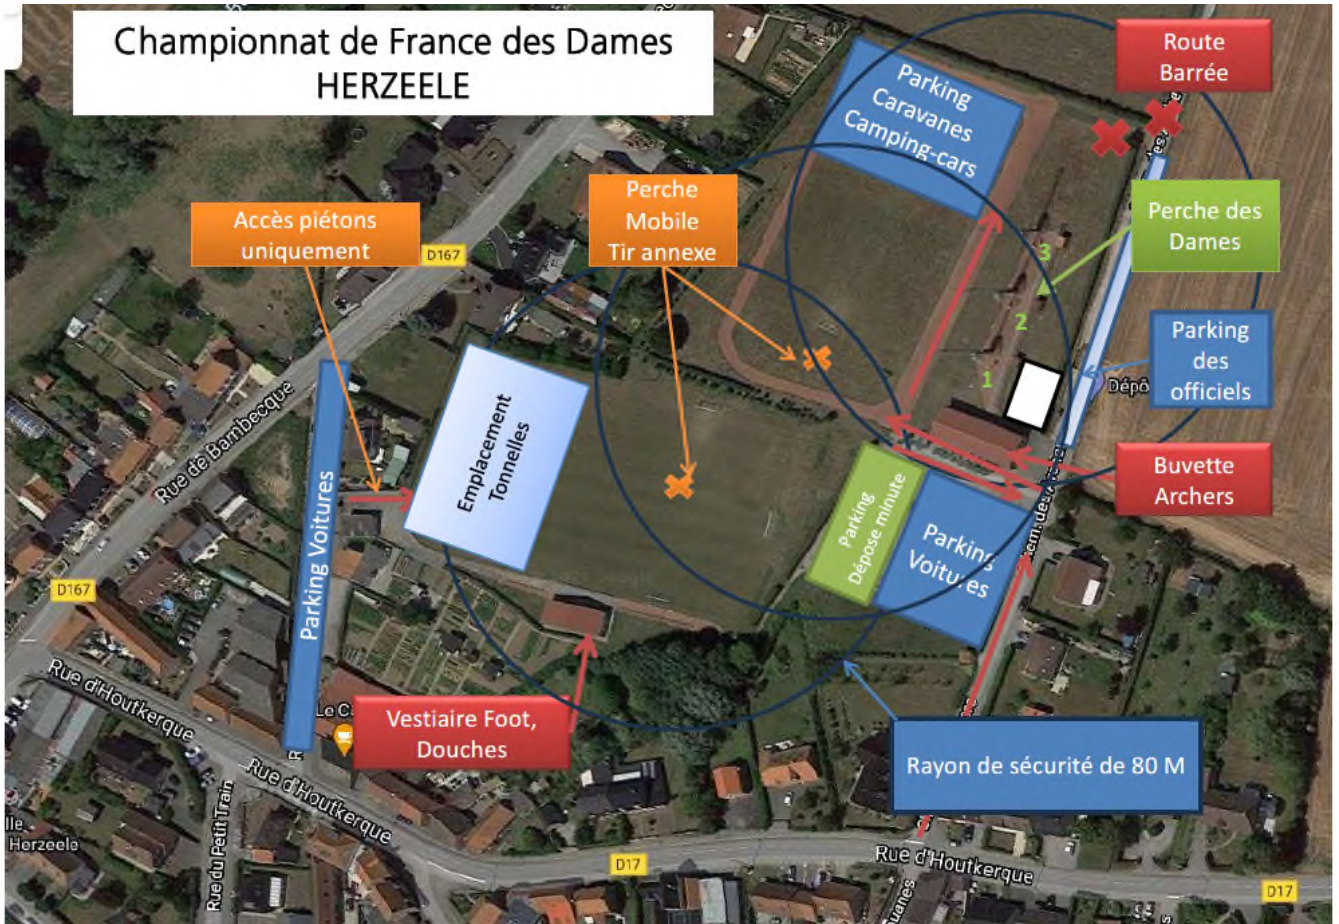 Championnat de France des Dames
HERZEELE
Route
Barrée
Parking
Caravanes
Camping-cars
Perche
Mobile
Tir annexe
Accès piétons
uniquement
Perche des
Dames
D167
3
2
1
Parking
des
officiels
Dépô
Rue de Bambecque
Emplacement
Tonnelles
Parking Voitures
Buvette
Archers
Parking
Dépose minute
Parking
Voitures
D167
Rue d'Houtkerque
Le C
Vestiaire Foot,
Douches
Rayon de sécurité de 80 M
Rue d'Houtkerque
Rue du Petit Train
lle
Herzeele
D17
Rue d'Houtkerque
D17